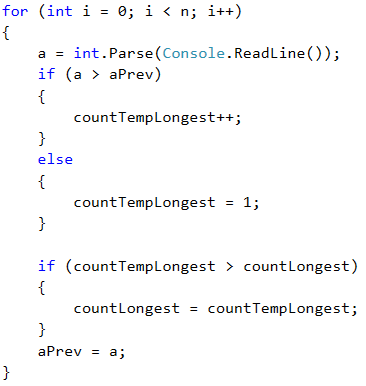 for (int i = 0; i < n; i++)
{
    a = int.Parse(Console.ReadLine());
    if (a > aPrev)
    {
        countTempLongest++;
    }
    else
    {
        countTempLongest = 1;
    }

    if (countTempLongest > countLongest)
    {
        countLongest = countTempLongest;
    }
    aPrev = a;
}